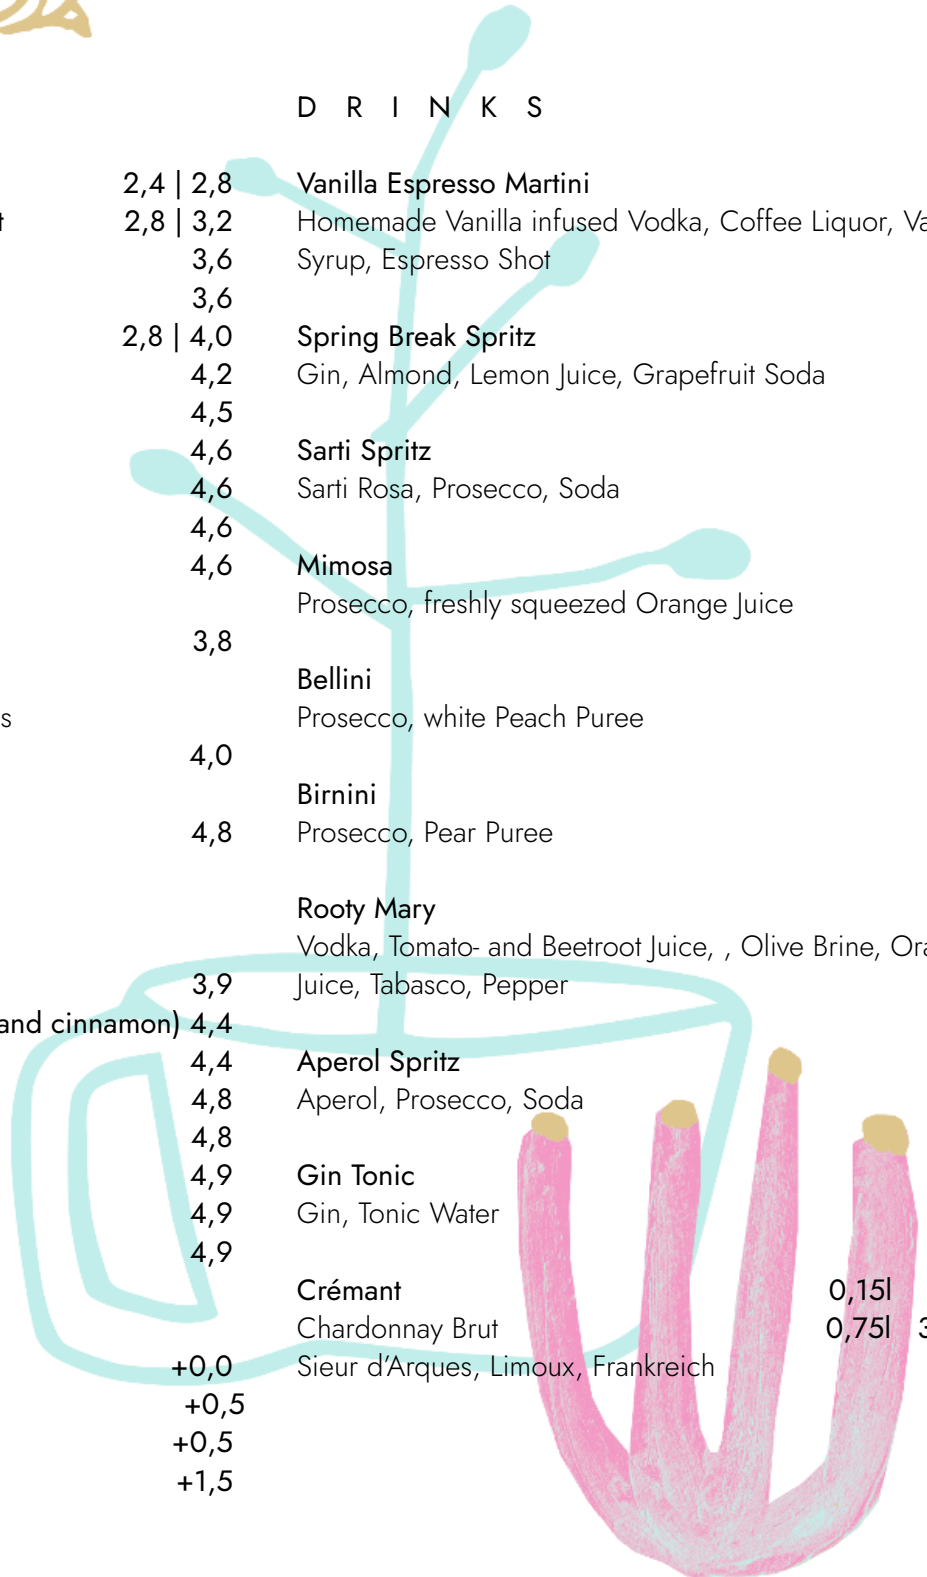 DRINKS
2,4 | 2,8
Vanilla Espresso Martini
2,8 | 3,2
Homemade Vanilla infused Vodka, Coffee Liquor,
3,6
Syrup, Espresso Shot
3,6
2,8 | 4,0
Spring Break Spritz
4,2
Gin, Almond, Lemon Juice, Grapefruit Soda
4,5
4,6
Sarti Spritz
4,6
Sarti Rosa, Prosecco, Soda
4,6
4,6
Mimosa
Prosecco, freshly squeezed Orange Juice
3,8
Bellini
Prosecco, white Peach Puree
4,0
Birnini
4,8
Prosecco, Pear Puree
Rooty Mary
Vodka, Tomato- and Beetroot Juice, , Olive Brine,
3,9
Juice, Tabasco, Pepper
and cinnamon) 4,4
4,4
Aperol Spritz
4,8
Aperol, Prosecco, Soda
4,8
4,9
Gin Tonic
4,9
Gin, Tonic Water
4,9
Crémant 0,15l
Chardonnay Brut 0,75l
+0,0
Sieur d'Arques, Limoux, Frankreich
+0,5
+0,5
+1,5